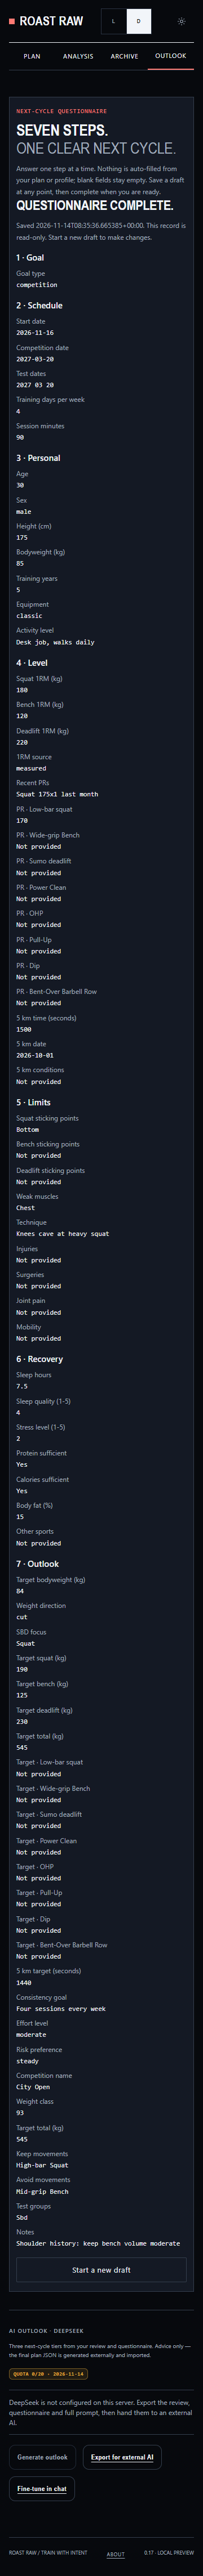 ROAST RAW
L
D
PLAN
ANALYSIS
ARCHIVE
OUTLOOK
NEXT-CYCLE QUESTIONNAIRE
SEVEN STEPS.
ONE CLEAR NEXT CYCLE.
Answer one step at a time. Nothing is auto-filled from
your plan or profile; blank fields stay empty. Save a draft
at any point, then complete when you are ready.
QUESTIONNAIRE COMPLETE.
Saved 2026-11-14T08:35:36.665385+00:00. This record is
read-only. Start a new draft to make changes.
1 · Goal
Goal type
competition
2 · Schedule
Start date
2026-11-16
Competition date
2027-03-20
Test dates
2027 03 20
Training days per week
4
Session minutes
90
3 · Personal
Age
30
Sex
male
Height (cm)
175
Bodyweight (kg)
85
Training years
5
Equipment
classic
Activity level
Desk job, walks daily
4 · Level
Squat 1RM (kg)
180
Bench 1RM (kg)
120
Deadlift 1RM (kg)
220
1RM source
measured
Recent PRs
Squat 175x1 last month
PR · Low-bar squat
170
PR · Wide-grip Bench
Not provided
PR · Sumo deadlift
Not provided
PR · Power Clean
Not provided
PR · OHP
Not provided
PR · Pull-Up
Not provided
PR · Dip
Not provided
PR · Bent-Over Barbell Row
Not provided
5 km time (seconds)
1500
5 km date
2026-10-01
5 km conditions
Not provided
5 · Limits
Squat sticking points
Bottom
Bench sticking points
Not provided
Deadlift sticking points
Not provided
Weak muscles
Chest
Technique
Knees cave at heavy squat
Injuries
Not provided
Surgeries
Not provided
Joint pain
Not provided
Mobility
Not provided
6 · Recovery
Sleep hours
7.5
Sleep quality (1-5)
4
Stress level (1-5)
2
Protein sufficient
Yes
Calories sufficient
Yes
Body fat (%)
15
Other sports
Not provided
7 · Outlook
Target bodyweight (kg)
84
Weight direction
cut
SBD focus
Squat
Target squat (kg)
190
Target bench (kg)
125
Target deadlift (kg)
230
Target total (kg)
545
Target · Low-bar squat
Not provided
Target · Wide-grip Bench
Not provided
Target · Sumo deadlift
Not provided
Target · Power Clean
Not provided
Target · OHP
Not provided
Target · Pull-Up
Not provided
Target · Dip
Not provided
Target · Bent-Over Barbell Row
Not provided
5 km target (seconds)
1440
Consistency goal
Four sessions every week
Effort level
moderate
Risk preference
steady
Competition name
City Open
Weight class
93
Target total (kg)
545
Keep movements
High-bar Squat
Avoid movements
Mid-grip Bench
Test groups
Sbd
Notes
Shoulder history: keep bench volume moderate
Start a new draft
AI OUTLOOK · DEEPSEEK
Three next-cycle tiers from your review and questionnaire. Advice only —
the final plan JSON is generated externally and imported.
QUOTA 0/20 · 2026-11-14
DeepSeek is not configured on this server. Export the review,
questionnaire and full prompt, then hand them to an external
AI.
Generate outlook
Export for external AI
Fine-tune in chat
ROAST RAW / TRAIN WITH INTENT
ABOUT
0.17 · LOCAL PREVIEW